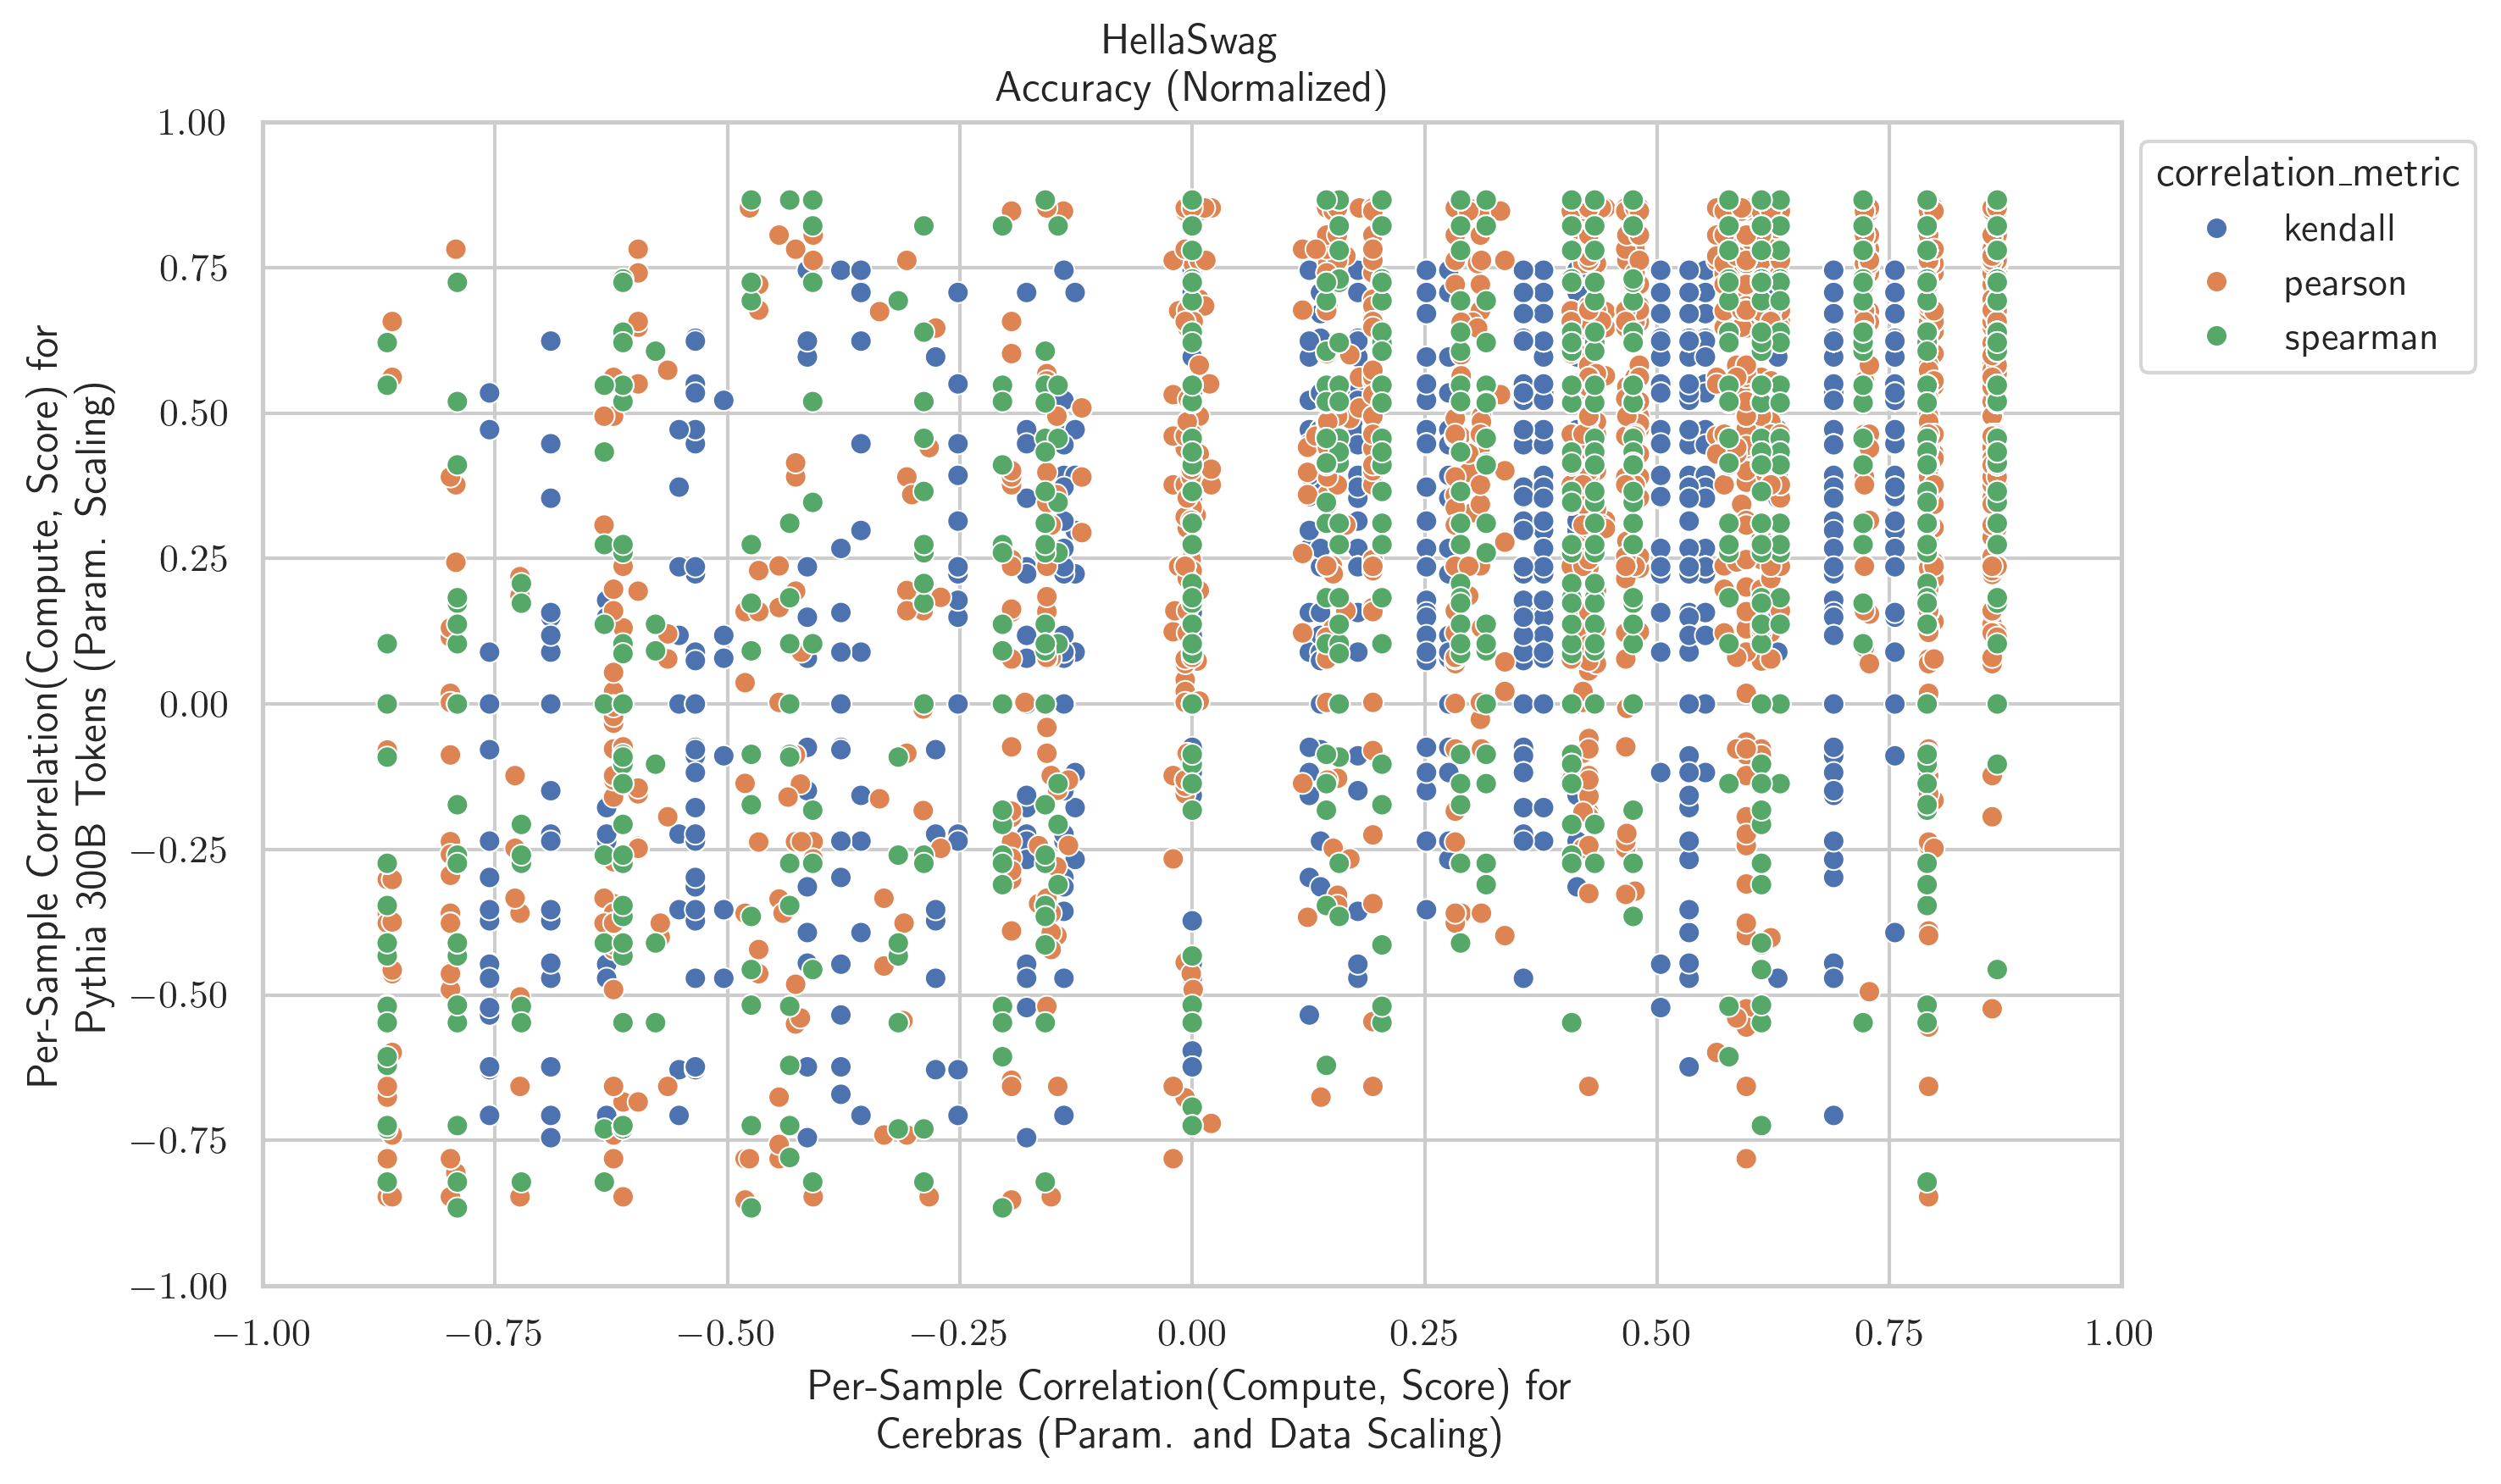 HellaSwag
Accuracy (Normalized)
Per-Sample Correlation(Compute, Score) for
Pythia 300B Tokens (Param. Scaling)
1.00
0.75
0.50
0.25
0.00
−0.25
−0.50
−0.75
−1.00
−1.00
−0.75
−0.50
−0.25
0.00
0.25
0.50
0.75
1.00
Per-Sample Correlation(Compute, Score) for
Cerebras (Param. and Data Scaling)
correlation_metric
kendall
pearson
spearman